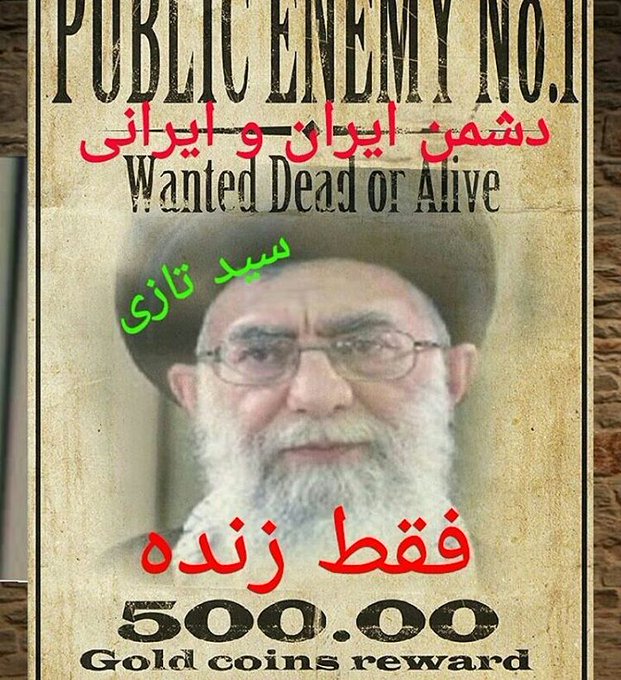 PUBLIC ENEMY No.1
دشمن ایران و ایرانی
Wanted Dead or Alive
سید تازی
فقط زنده
500.00
Gold coins reward